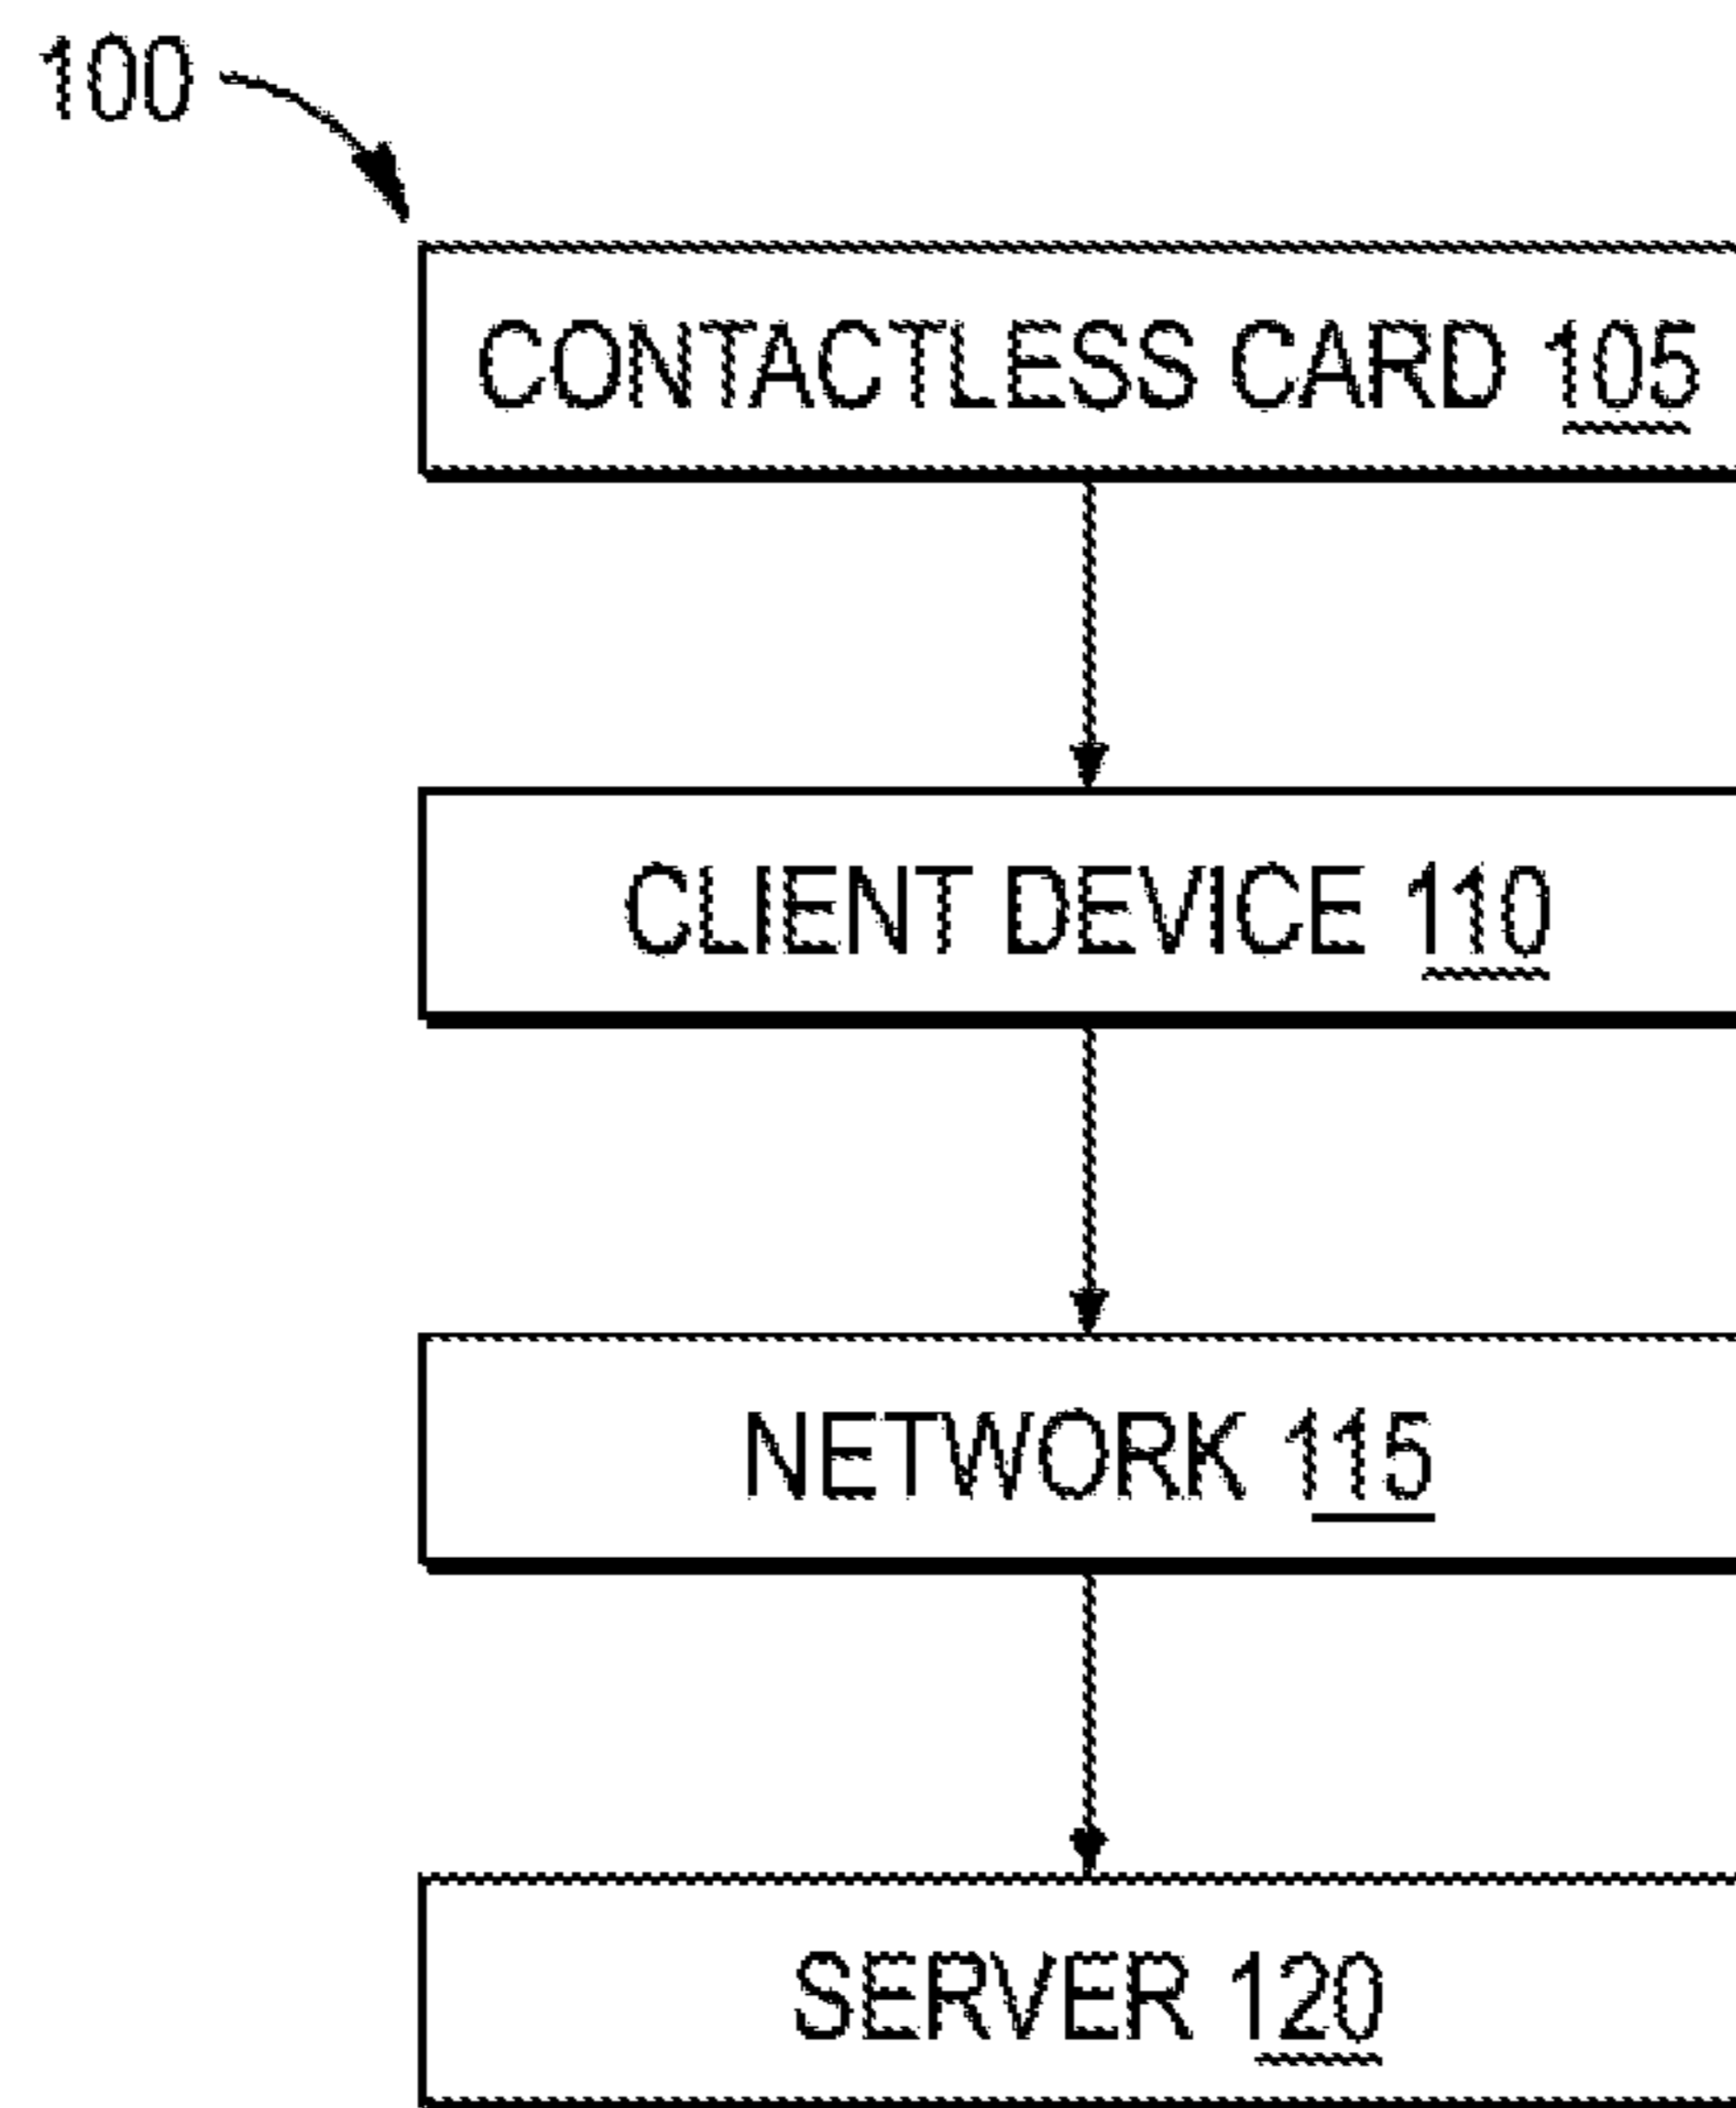 100
CONTACTLESS CARD 105
CLIENT DEVICE 110
NETWORK 115
SERVER 120